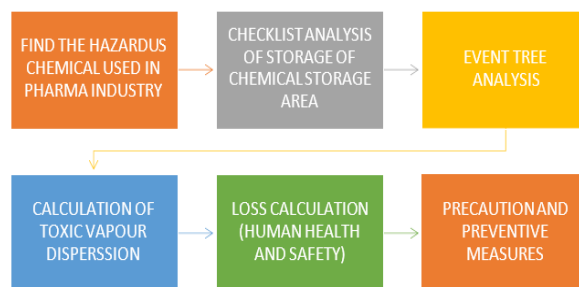 FIND THE HAZARDUS
CHEMICAL USED IN
PHARMA INDUSTRY
CHECKLIST ANALYSIS
OF STORAGE OF
CHEMICAL STORAGE
AREA
EVENT TREE
ANALYSIS
CALCULATION OF
TOXIC VAPOUR
DISPERSSION
LOSS CALCULATION
(HUMAN HEALTH
AND SAFETY)
PRECAUTION AND
PREVENTIVE
MEASURES